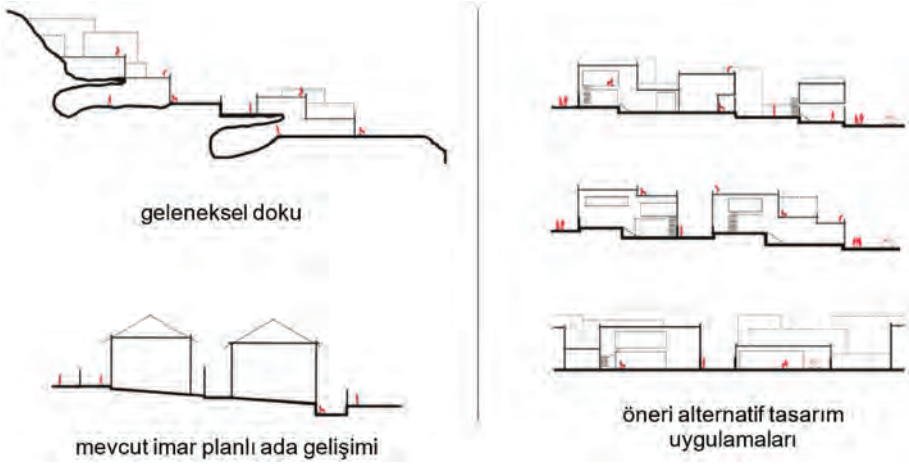 geleneksel doku
mevcut imar planlı ada gelişimi
öneri alternatif tasarım
uygulamaları